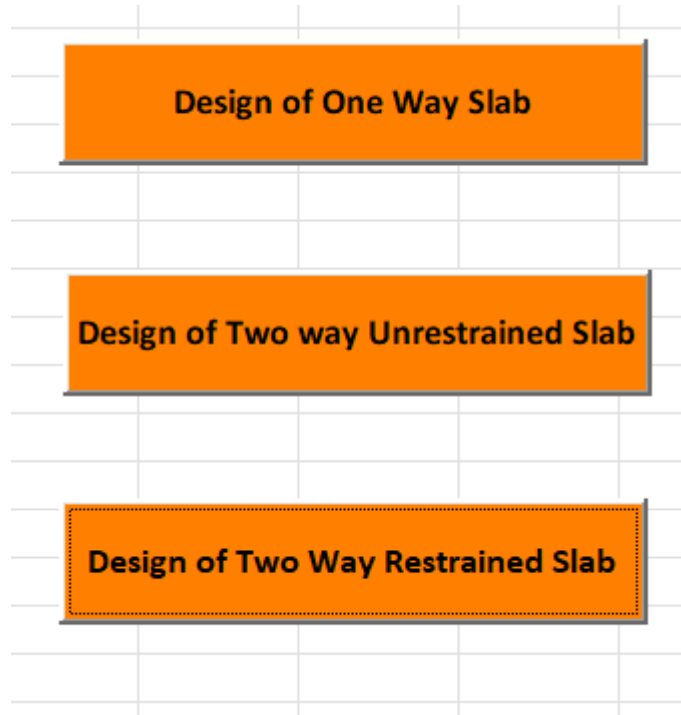 Design of One Way Slab
Design of Two way Unrestrained Slab
Design of Two Way Restrained Slab